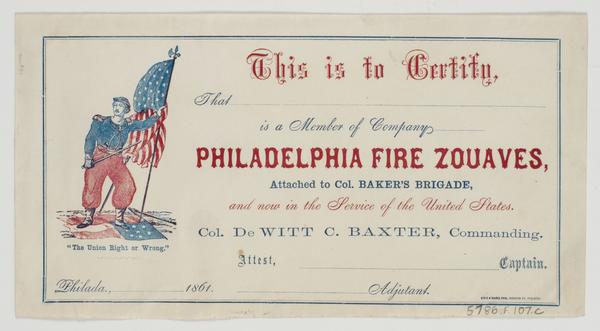 This is to Certify,
That
is a Member of Company
PHILADELPHIA FIRE ZOUAVES,
Attached to Col. BAKER'S BRIGADE,
and now in the Service of the United States.
Col. De WITT C. BAXTER, Commanding.
"The Union Right or Wrong."
Attest,
Captain.
Philada., 1861.
Adjutant.
5786.F.107.c